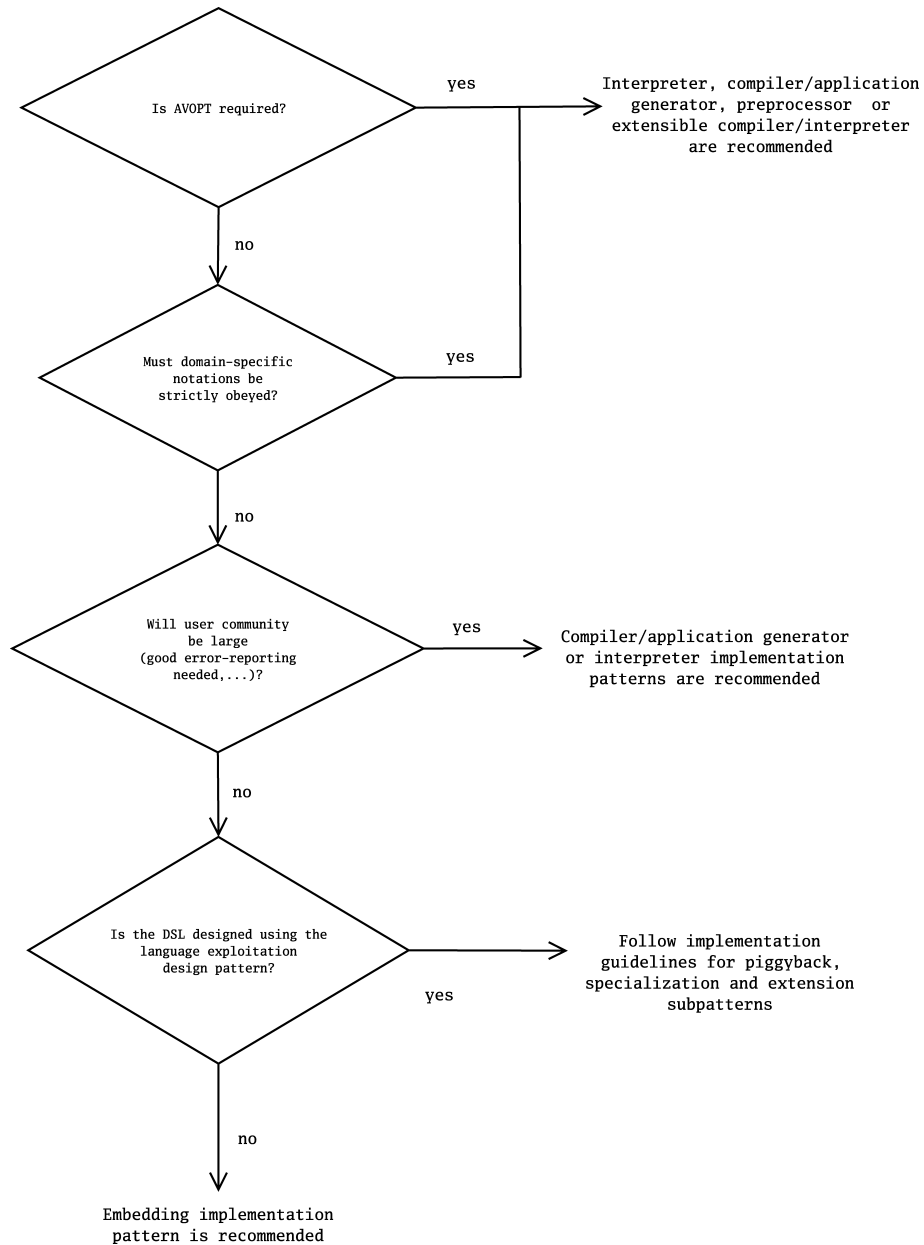 Is AVOPT required?
yes
Interpreter, compiler/application
generator, preprocessor or
extensible compiler/interpreter
are recommended
no
Must domain-specific
notations be
strictly obeyed?
yes
no
Will user community
be large
(good error-reporting
needed,...)?
yes
Compiler/application generator
or interpreter implementation
patterns are recommended
no
Is the DSL designed using the
language exploitation
design pattern?
yes
Follow implementation
guidelines for piggyback,
specialization and extension
subpatterns
no
Embedding implementation
pattern is recommended